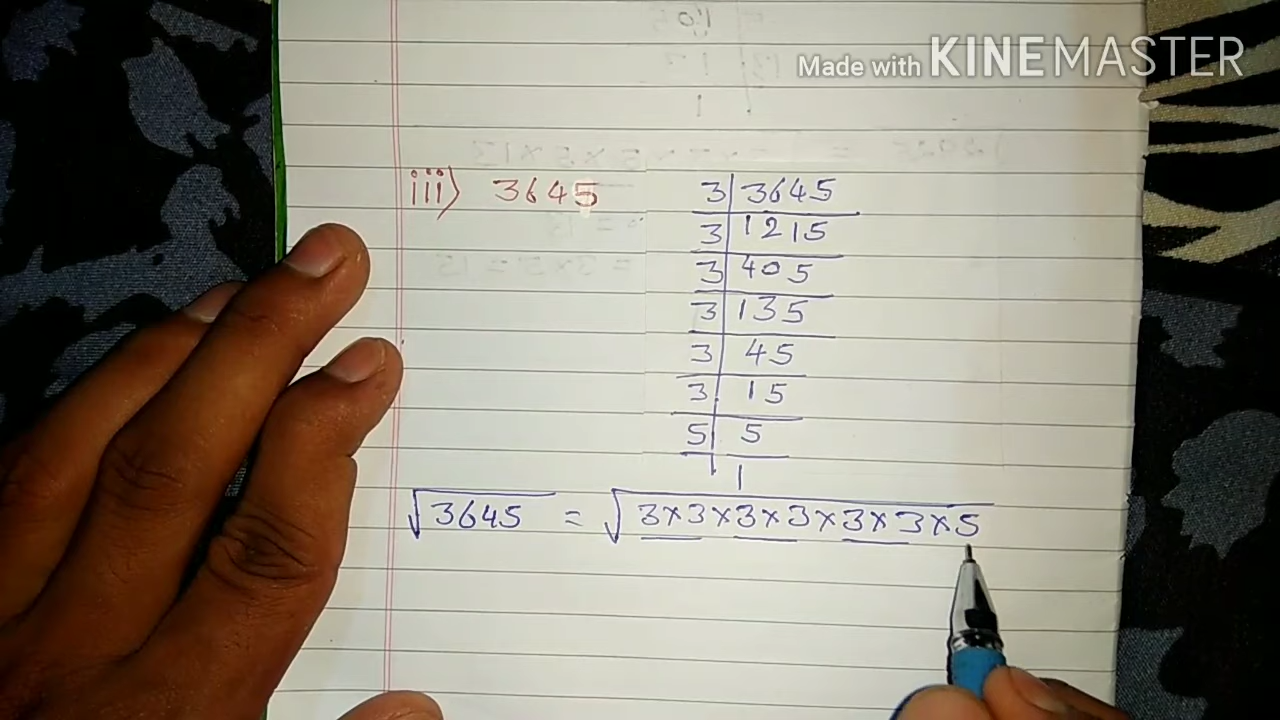 Made with KINEMASTER
iii) 3645
3 | 3645
3 | 1215
3 | 405
3 | 135
3 | 45
3 | 15
5 | 5
| 1
√3645 = √3×3×3×3×3×3×5